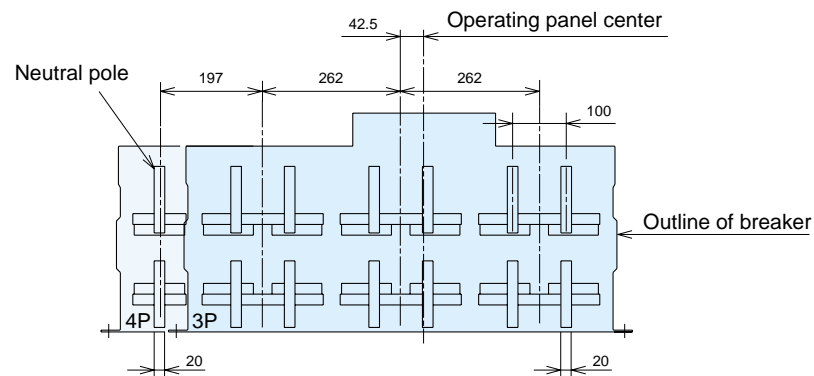 42.5
Operating panel center
Neutral pole
197
262
262
100
Outline of breaker
4P
3P
20
20